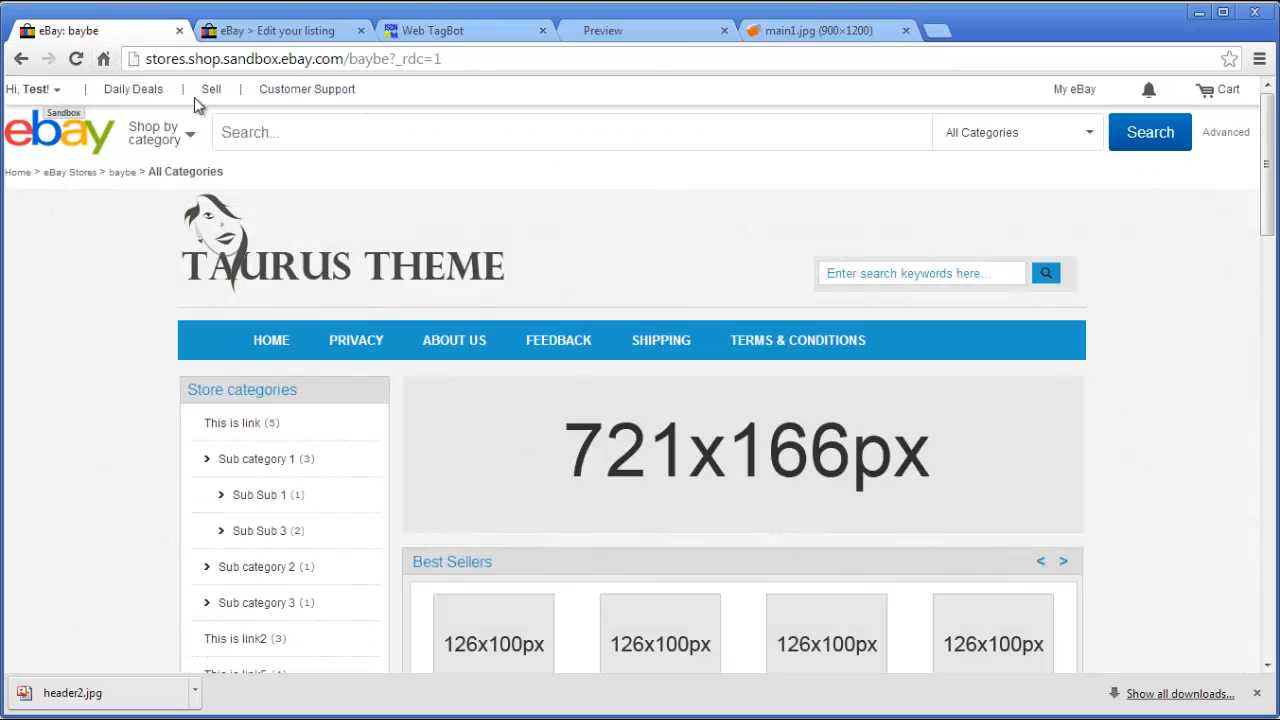 eBay: baybe
eBay > Edit your listing
Web TagBot
Preview
main1.jpg (900×1200)
stores.shop.sandbox.ebay.com/baybe?_rdc=1
Hi, Test! | Daily Deals | Sell | Customer Support
My eBay
Cart
Sandbox
ebay
Shop by
category
Search...
All Categories
Search
Advanced
Home > eBay Stores > baybe > All Categories
TAURUS THEME
Enter search keywords here...
HOME PRIVACY ABOUT US FEEDBACK SHIPPING TERMS & CONDITIONS
Store categories
This is link (5)
Sub category 1 (3)
Sub Sub 1 (1)
Sub Sub 3 (2)
Sub category 2 (1)
Sub category 3 (1)
This is link2 (3)
721x166px
Best Sellers
< >
126x100px
126x100px
126x100px
126x100px
header2.jpg
Show all downloads...